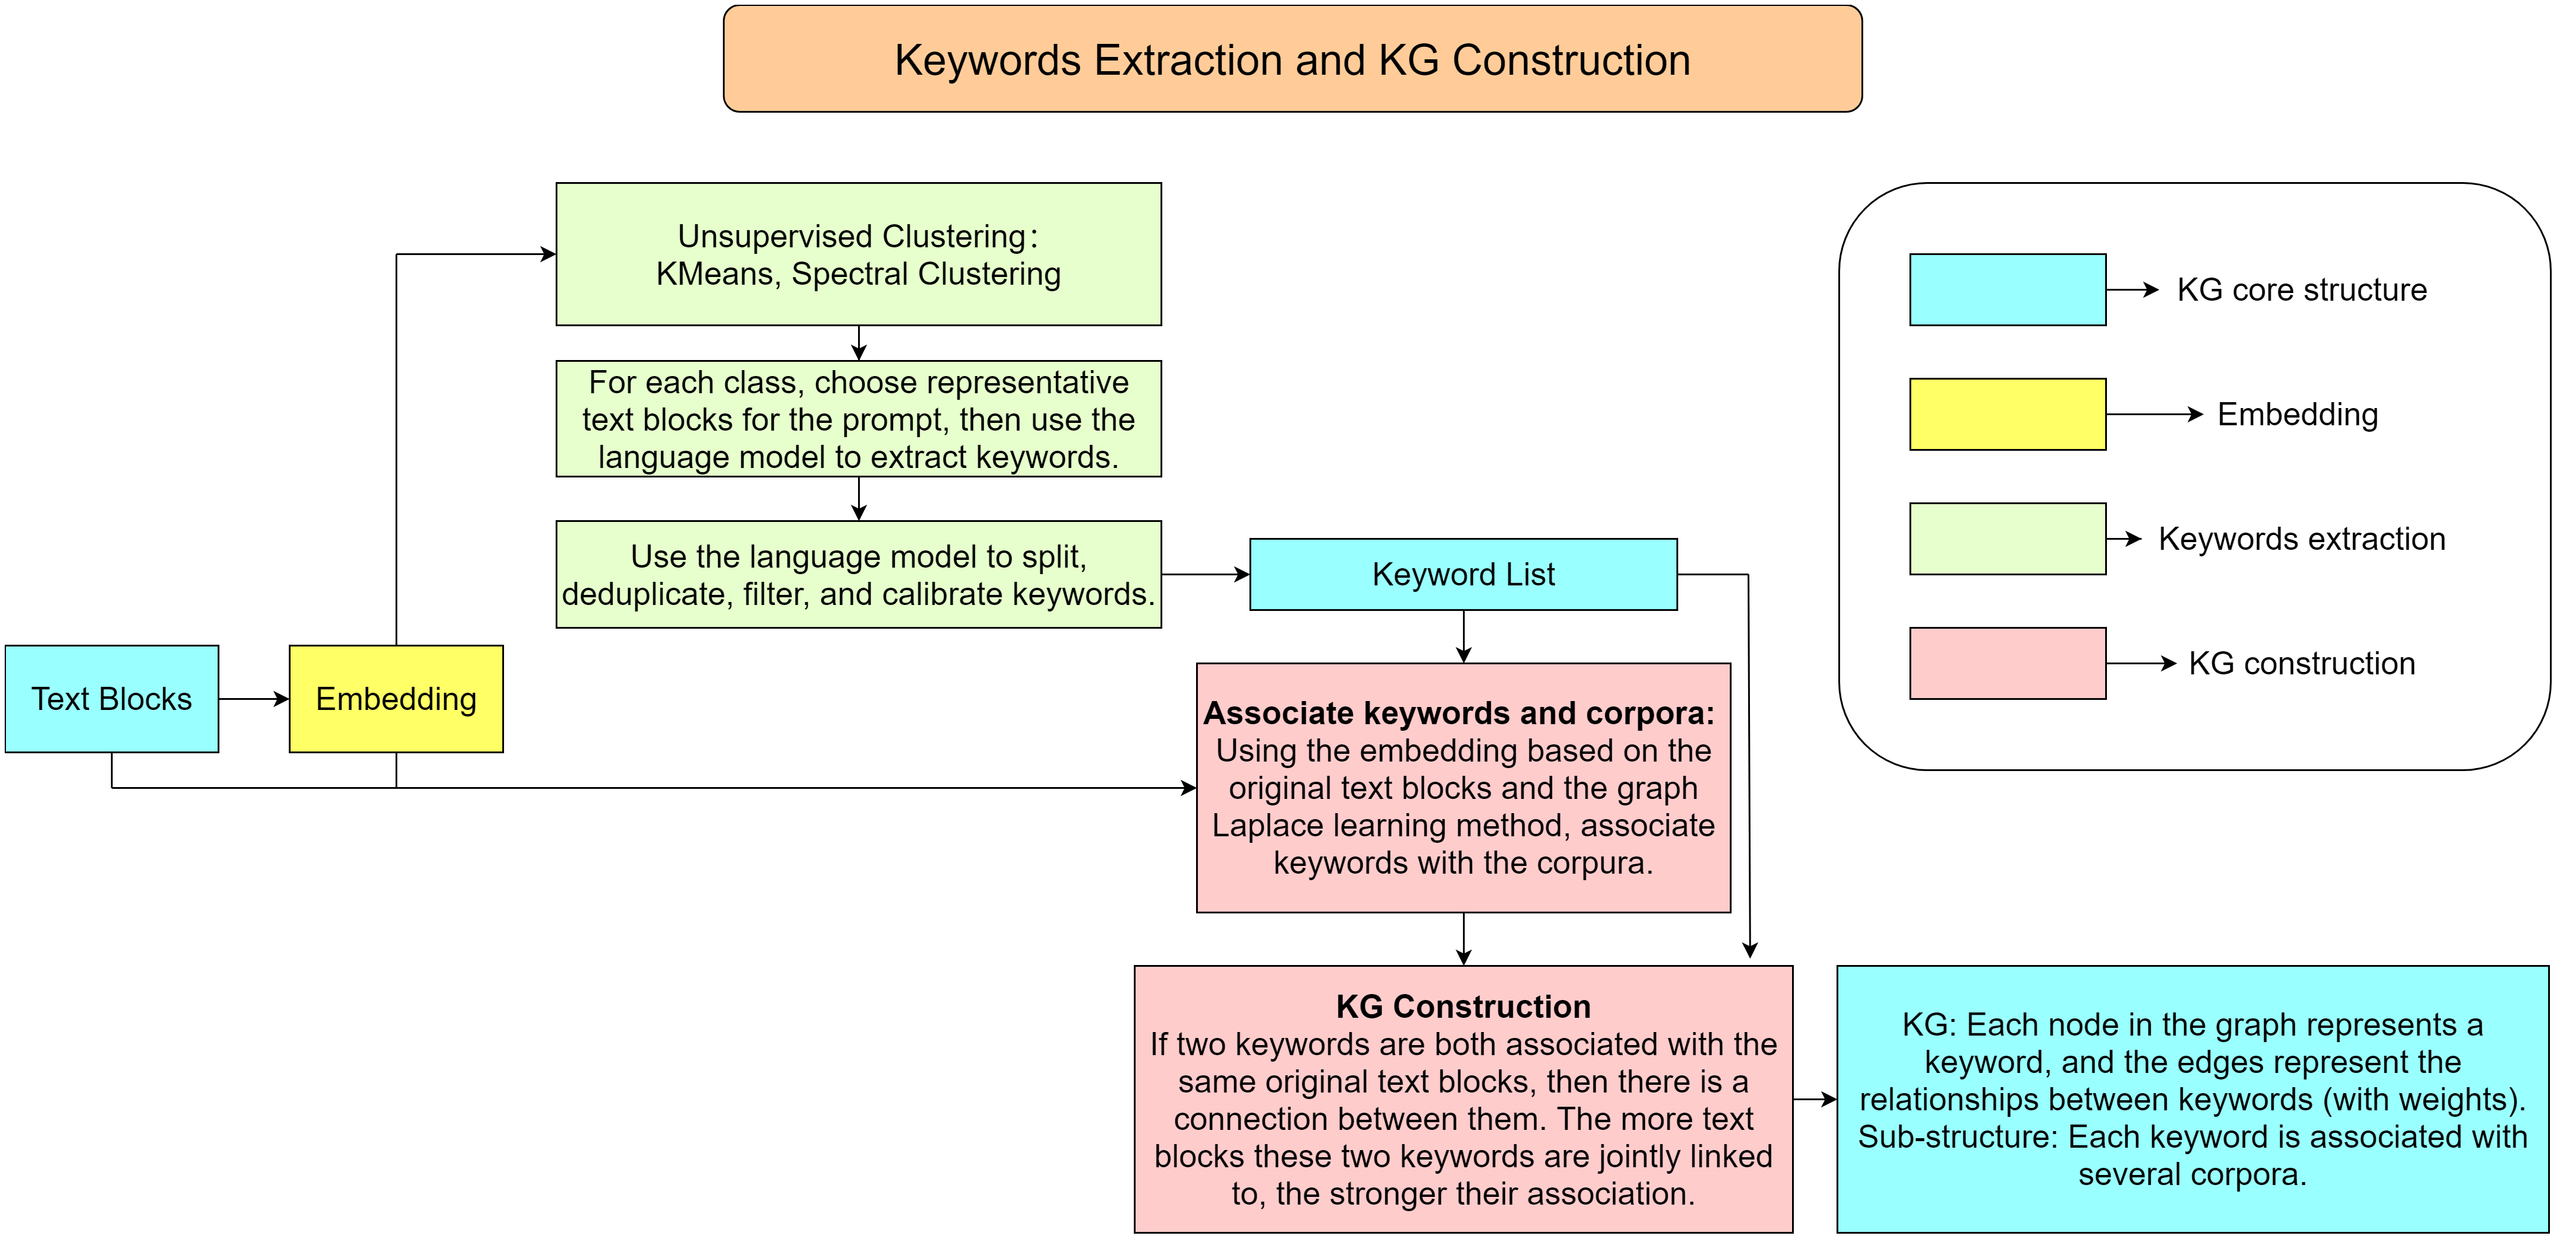 Keywords Extraction and KG Construction
Unsupervised Clustering：
KMeans, Spectral Clustering
For each class, choose representative
text blocks for the prompt, then use the
language model to extract keywords.
Use the language model to split,
deduplicate, filter, and calibrate keywords.
Keyword List
Text Blocks
Embedding
Associate keywords and corpora:
Using the embedding based on the
original text blocks and the graph
Laplace learning method, associate
keywords with the corpura.
KG Construction
If two keywords are both associated with the
same original text blocks, then there is a
connection between them. The more text
blocks these two keywords are jointly linked
to, the stronger their association.
KG: Each node in the graph represents a
keyword, and the edges represent the
relationships between keywords (with weights).
Sub-structure: Each keyword is associated with
several corpora.
KG core structure
Embedding
Keywords extraction
KG construction